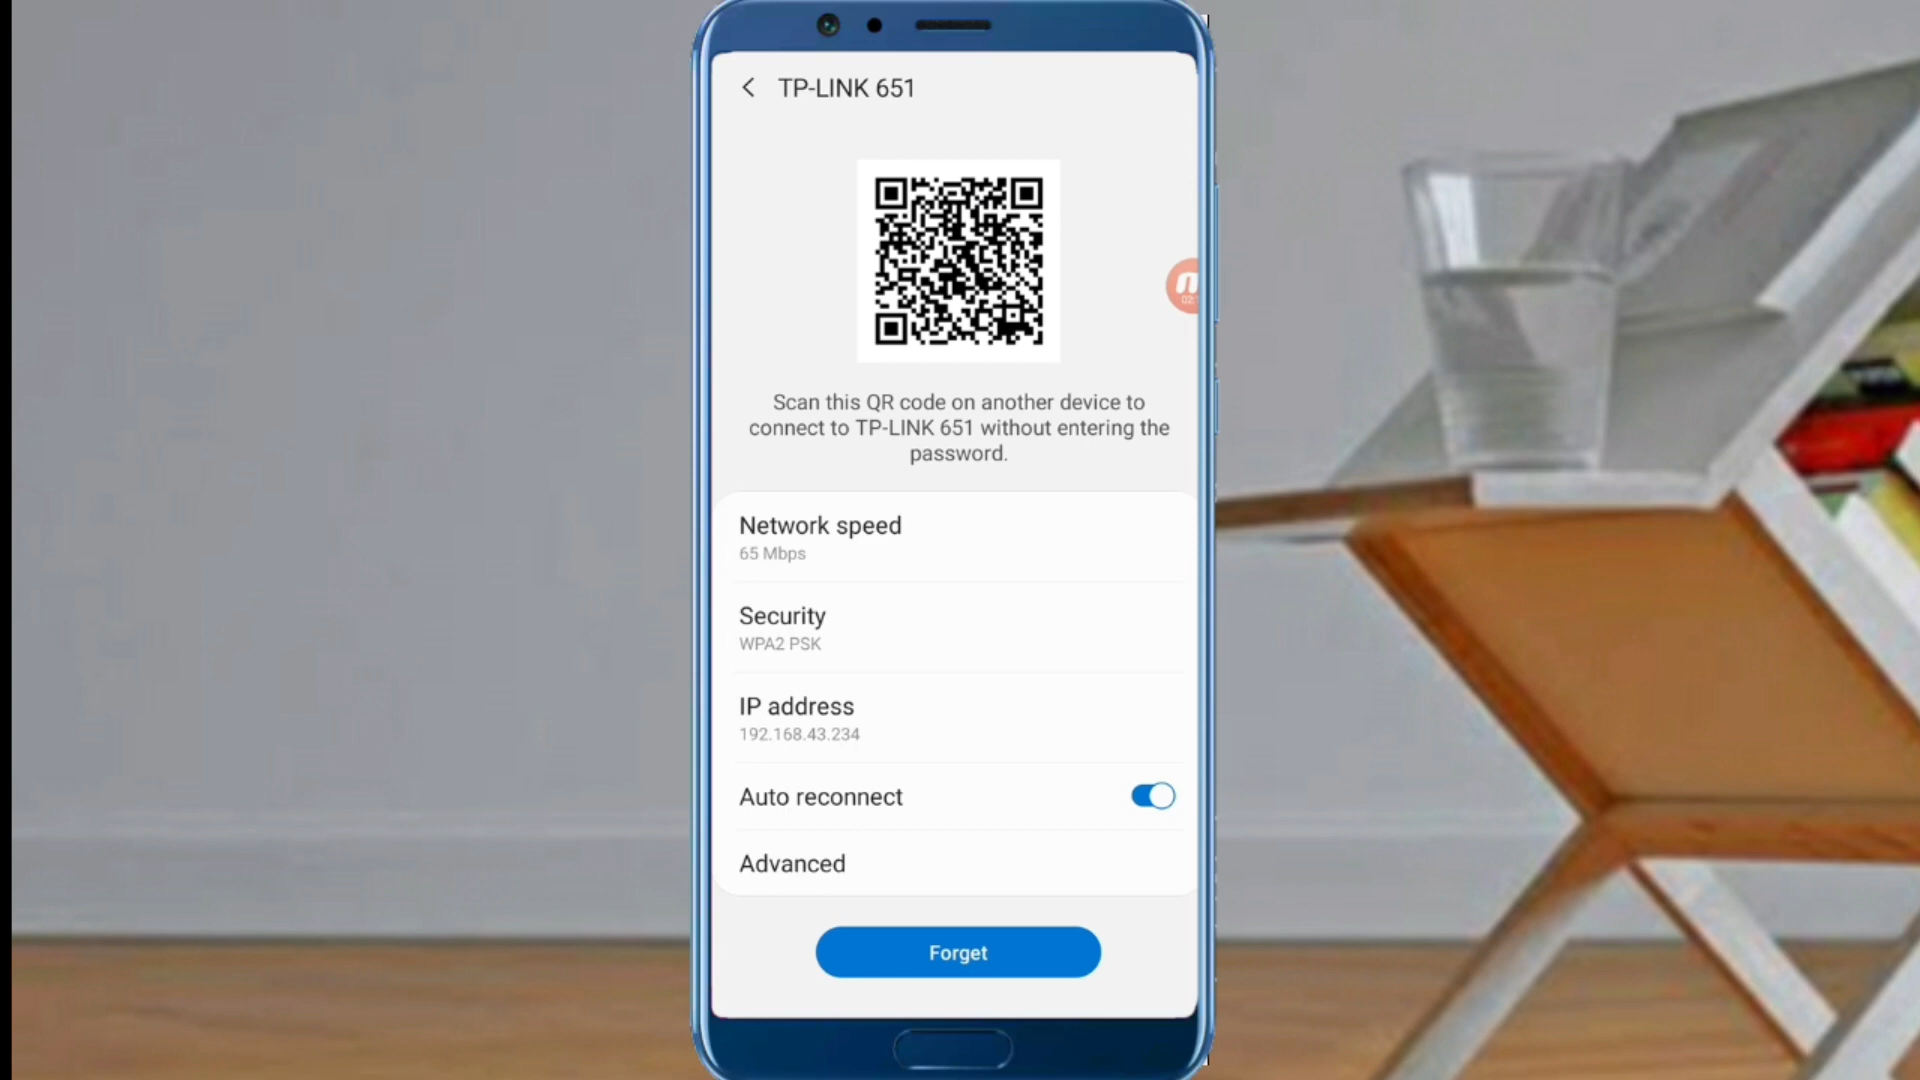 TP-LINK 651
Scan this QR code on another device to
connect to TP-LINK 651 without entering the
password.
Network speed
65 Mbps
Security
WPA2 PSK
IP address
192.168.43.234
Auto reconnect
Advanced
Forget